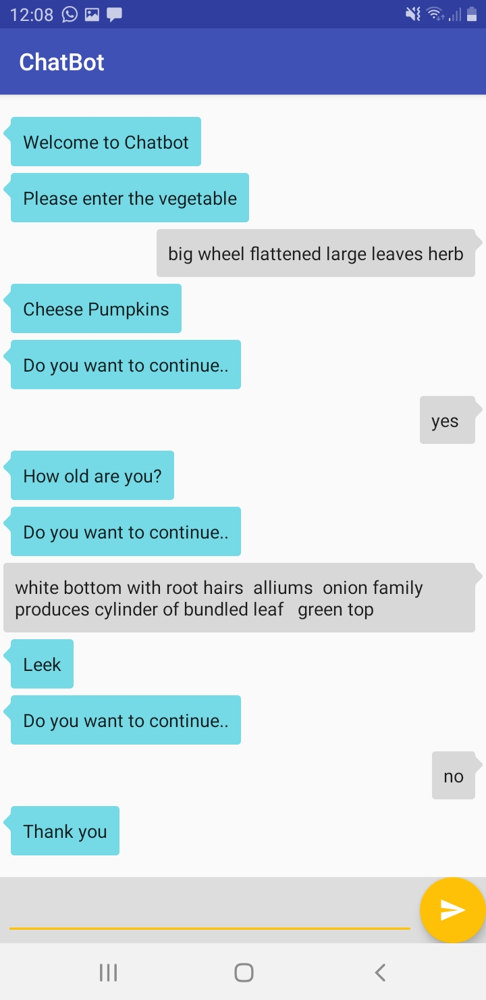 12:08
ChatBot
Welcome to Chatbot
Please enter the vegetable
big wheel flattened large leaves herb
Cheese Pumpkins
Do you want to continue..
yes
How old are you?
Do you want to continue..
white bottom with root hairs  alliums  onion family
produces cylinder of bundled leaf   green top
Leek
Do you want to continue..
no
Thank you